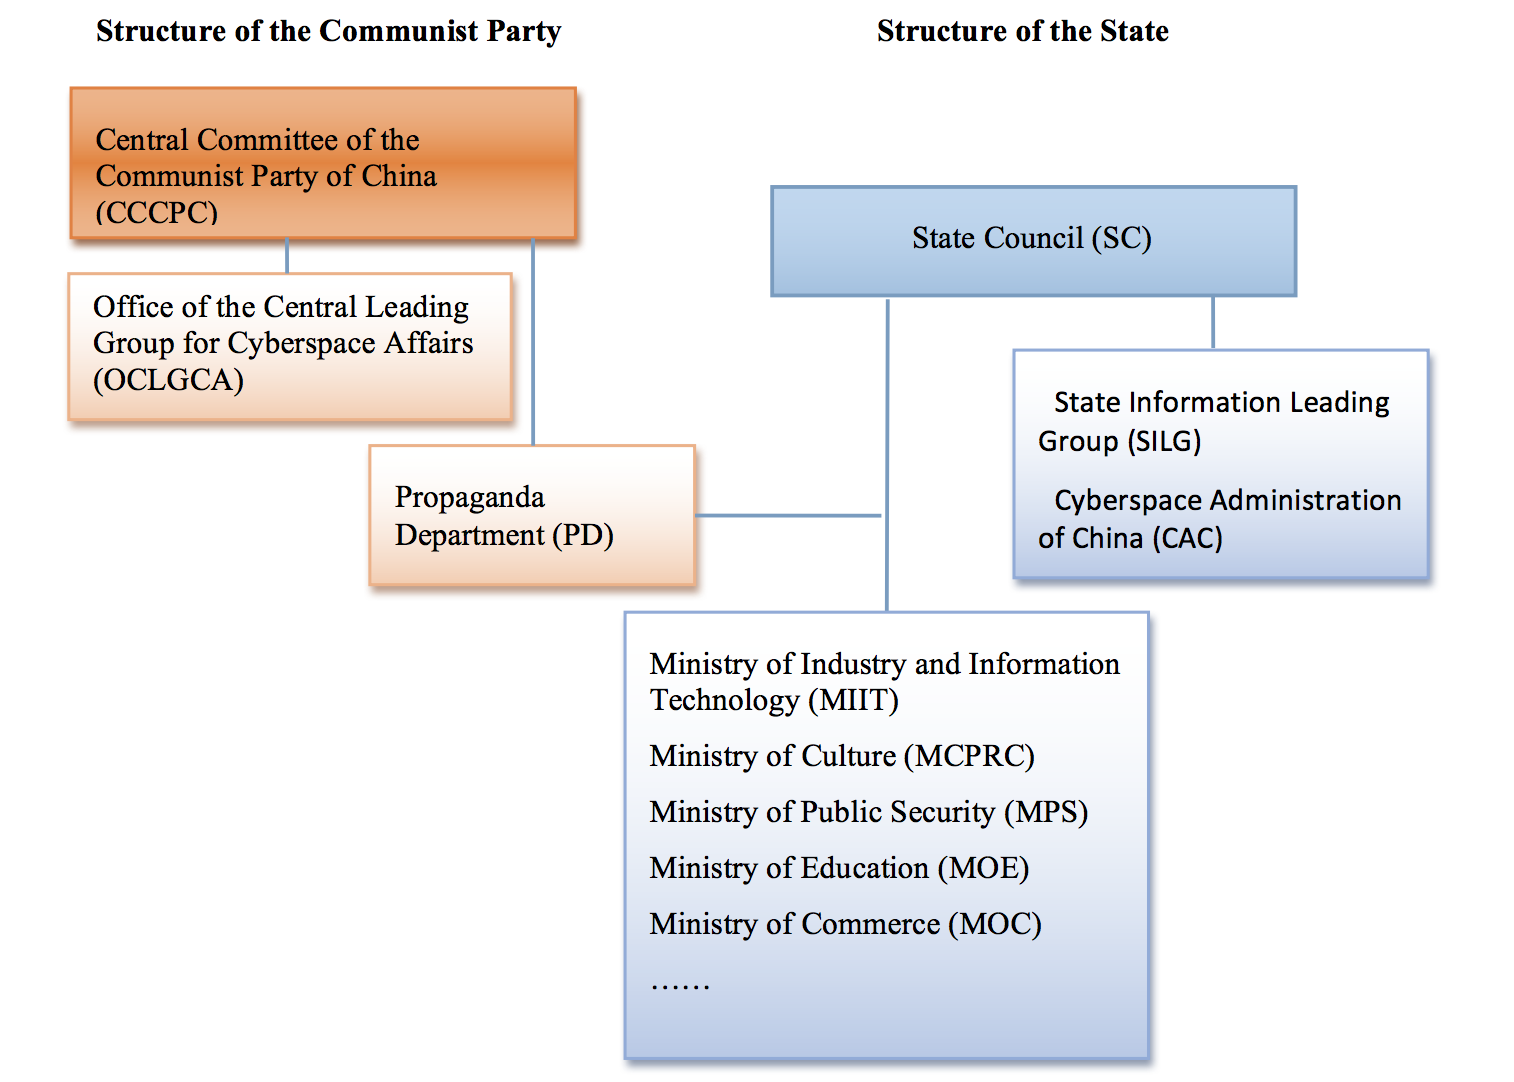 Structure of the Communist Party
Structure of the State
Central Committee of the
Communist Party of China
(CCCPC)
State Council (SC)
Office of the Central Leading
Group for Cyberspace Affairs
(OCLGCA)
State Information Leading
Group (SILG)
Cyberspace Administration
of China (CAC)
Propaganda
Department (PD)
Ministry of Industry and Information
Technology (MIIT)
Ministry of Culture (MCPRC)
Ministry of Public Security (MPS)
Ministry of Education (MOE)
Ministry of Commerce (MOC)
……